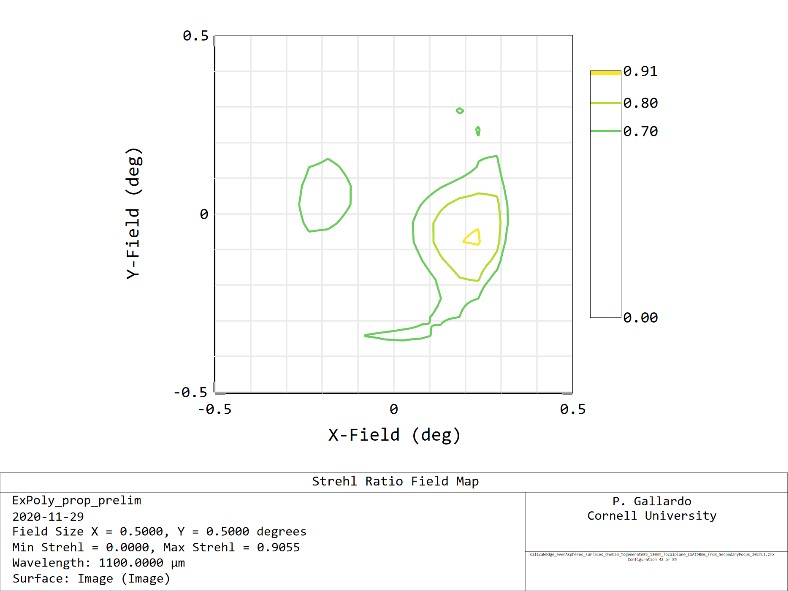 0.5
0
-0.5
Y-Field (deg)
-0.5
0
0.5
X-Field (deg)
0.91
0.80
0.70
0.00
Strehl Ratio Field Map
ExPoly_prop_prelim
2020-11-29
Field Size X = 0.5000, Y = 0.5000 degrees
Min Strehl = 0.0000, Max Strehl = 0.9055
Wavelength: 1100.0000 µm
Surface: Image (Image)
P. Gallardo
Cornell University